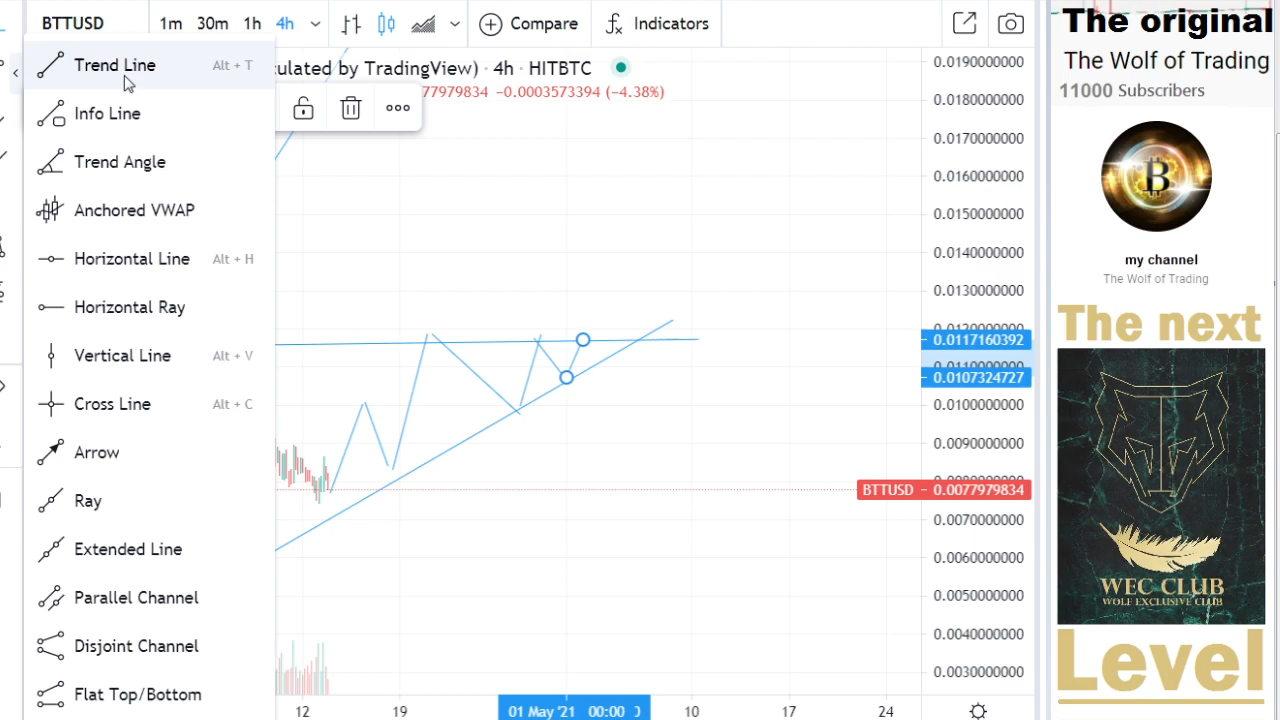 BTTUSD
1m 30m 1h 4h
Compare
Indicators
culated by TradingView) · 4h · HITBTC
77979834 −0.0003573394 (−4.38%)
Trend Line Alt + T
Info Line
Trend Angle
Anchored VWAP
Horizontal Line Alt + H
Horizontal Ray
Vertical Line Alt + V
Cross Line Alt + C
Arrow
Ray
Extended Line
Parallel Channel
Disjoint Channel
Flat Top/Bottom
0.0190000000
0.0180000000
0.0170000000
0.0160000000
0.0150000000
0.0140000000
0.0130000000
0.0120000000
0.0117160392
0.0110000000
0.0107324727
0.0100000000
0.0090000000
BTTUSD 0.0077979834
0.0070000000
0.0060000000
0.0050000000
0.0040000000
0.0030000000
12 19 01 May '21 00:00 10 17 24
The original
The Wolf of Trading
11000 Subscribers
B
my channel
The Wolf of Trading
The next
WEC CLUB
WOLF EXCLUSIVE CLUB
Level